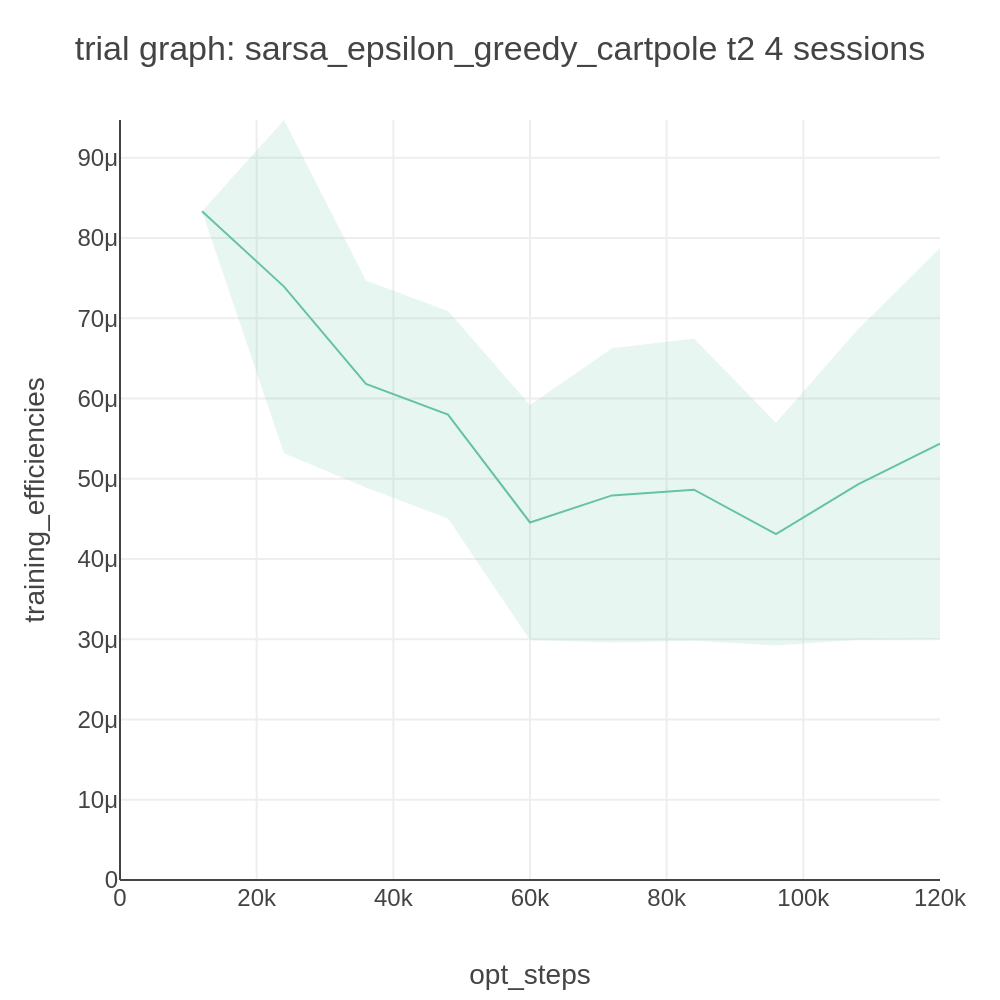 trial graph: sarsa_epsilon_greedy_cartpole t2 4 sessions
90μ
80μ
70μ
60μ
50μ
40μ
30μ
20μ
10μ
0
training_efficiencies
0
20k
40k
60k
80k
100k
120k
opt_steps